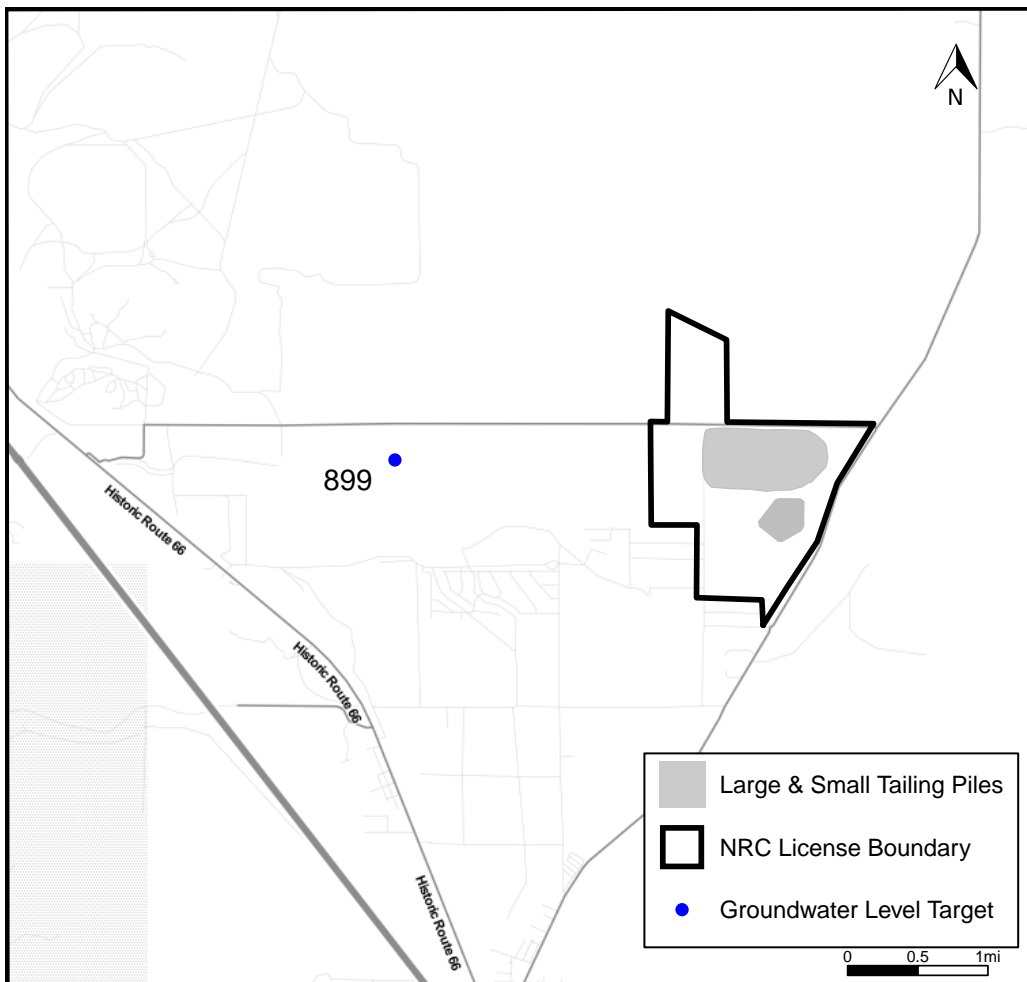 N
899
Historic Route 66
Historic Route 66
Historic Route 66
Large & Small Tailing Piles
NRC License Boundary
Groundwater Level Target
0 0.5 1mi